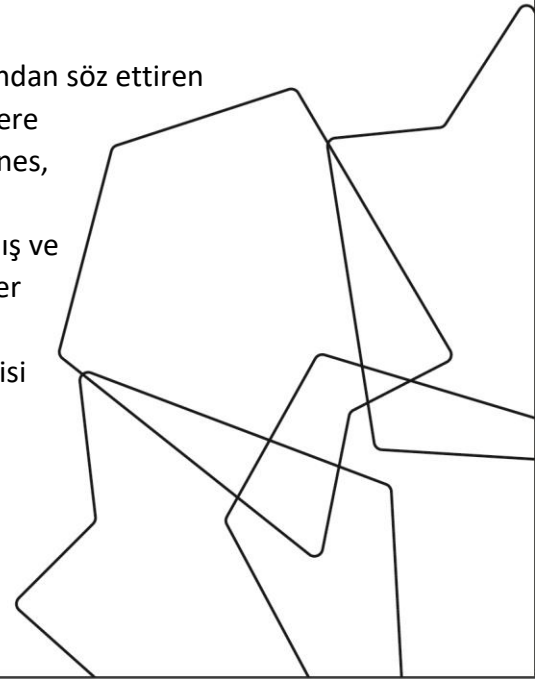 ndan söz ettiren
ere
nes,
ış ve
er
isi